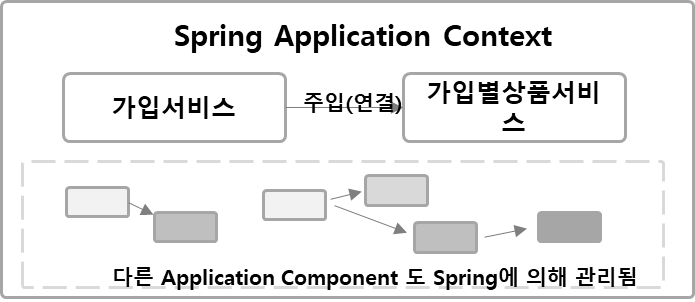 Spring Application Context
가입서비스
주입(연결)
가입별상품서비
스
다른 Application Component 도 Spring에 의해 관리됨